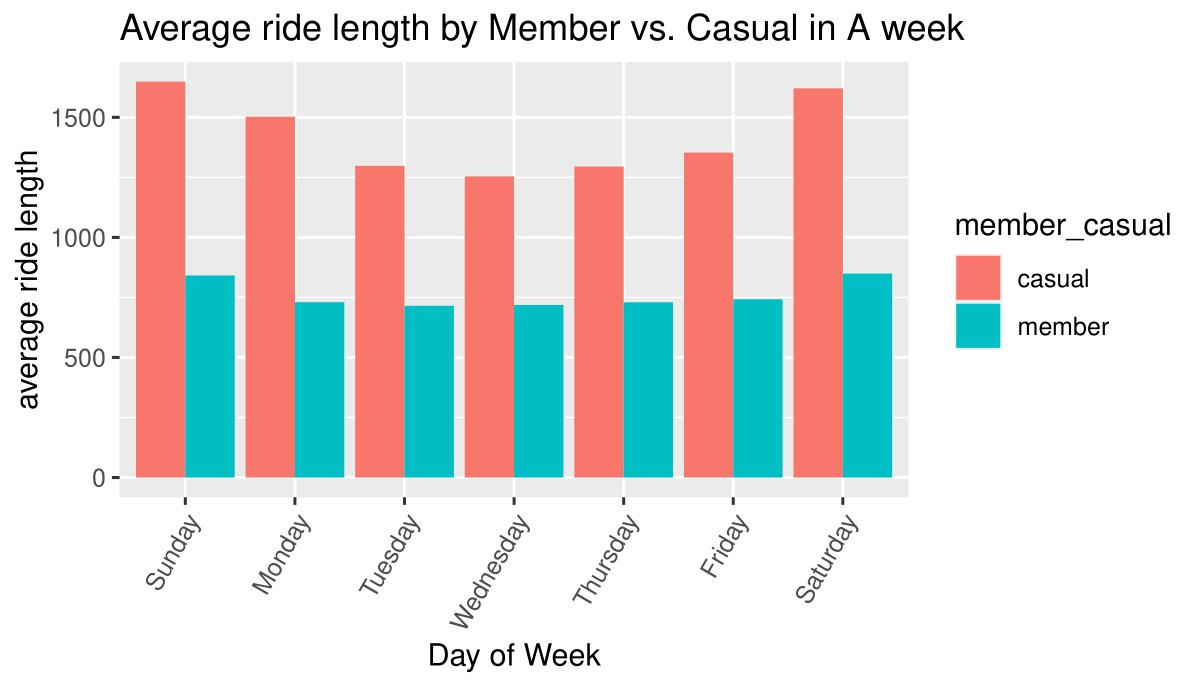 Average ride length by Member vs. Casual in A week
average ride length
1500
1000
500
0
Sunday
Monday
Tuesday
Wednesday
Thursday
Friday
Saturday
Day of Week
member_casual
casual
member